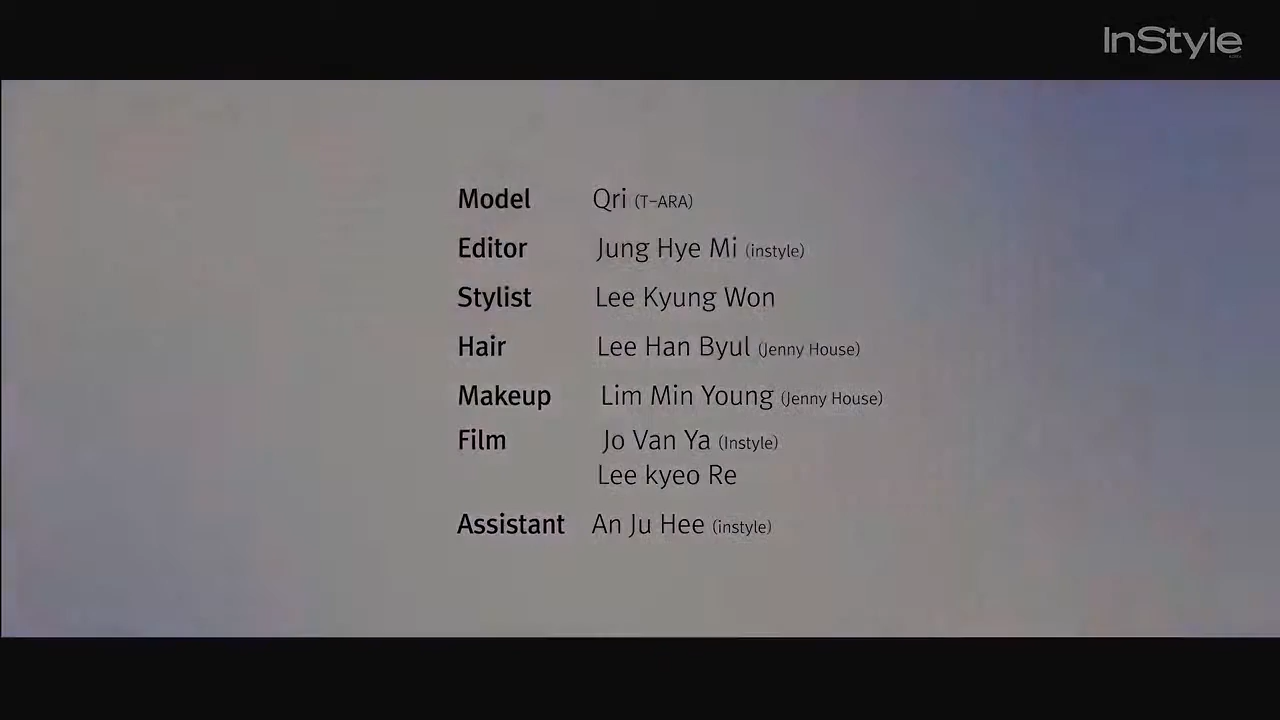 InStyle
Model Qri (T-ARA)
Editor Jung Hye Mi (instyle)
Stylist Lee Kyung Won
Hair Lee Han Byul (Jenny House)
Makeup Lim Min Young (Jenny House)
Film Jo Van Ya (Instyle)
Lee kyeo Re
Assistant An Ju Hee (instyle)